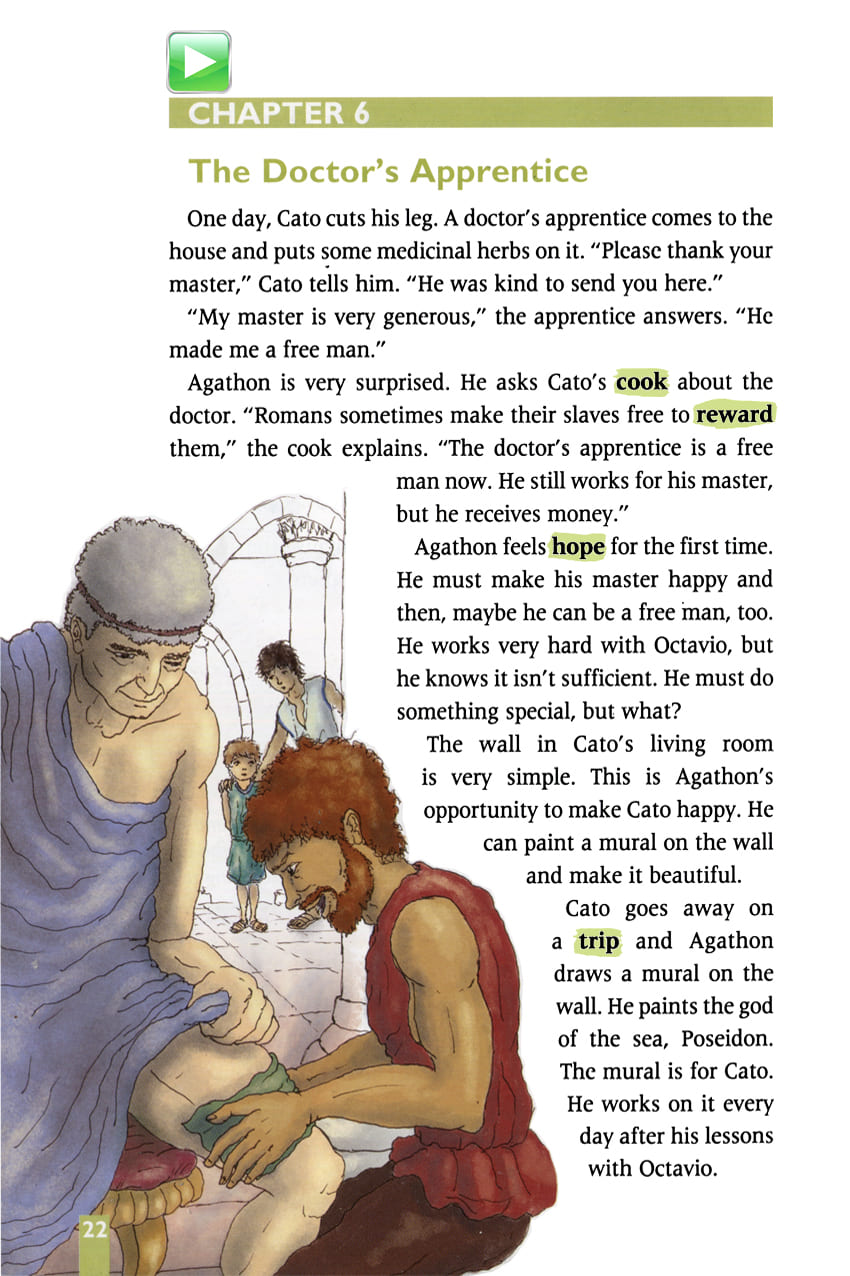 CHAPTER 6
The Doctor's Apprentice
One day, Cato cuts his leg. A doctor's apprentice comes to the
house and puts some medicinal herbs on it. "Please thank your
master," Cato tells him. "He was kind to send you here."
"My master is very generous," the apprentice answers. "He
made me a free man."
Agathon is very surprised. He asks Cato's cook about the
doctor. "Romans sometimes make their slaves free to reward
them," the cook explains. "The doctor's apprentice is a free
man now. He still works for his master,
but he receives money."
Agathon feels hope for the first time.
He must make his master happy and
then, maybe he can be a free man, too.
He works very hard with Octavio, but
he knows it isn't sufficient. He must do
something special, but what?
The wall in Cato's living room
is very simple. This is Agathon's
opportunity to make Cato happy. He
can paint a mural on the wall
and make it beautiful.
Cato goes away on
a trip and Agathon
draws a mural on the
wall. He paints the god
of the sea, Poseidon.
The mural is for Cato.
He works on it every
day after his lessons
with Octavio.
22